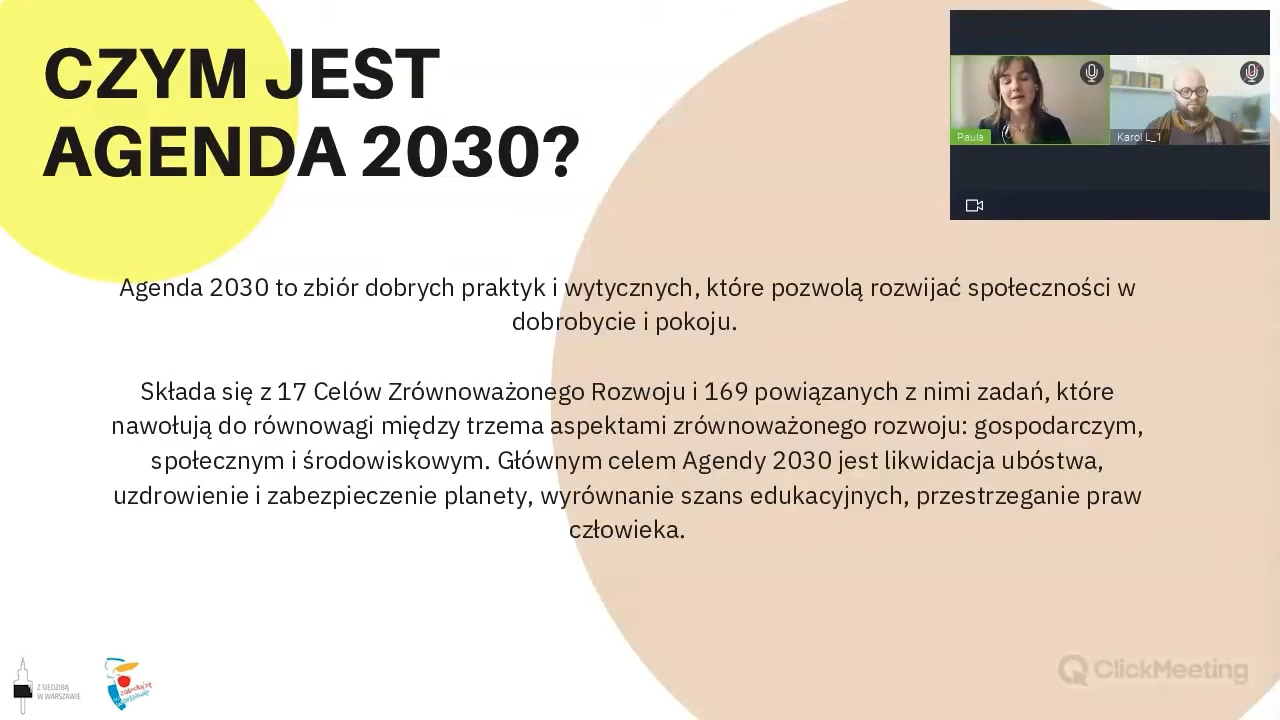 CZYM JEST
AGENDA 2030?
Paula
Karol L_1
Agenda 2030 to zbiór dobrych praktyk i wytycznych, które pozwolą rozwijać społeczności w
dobrobycie i pokoju.
Składa się z 17 Celów Zrównoważonego Rozwoju i 169 powiązanych z nimi zadań, które
nawołują do równowagi między trzema aspektami zrównoważonego rozwoju: gospodarczym,
społecznym i środowiskowym. Głównym celem Agendy 2030 jest likwidacja ubóstwa,
uzdrowienie i zabezpieczenie planety, wyrównanie szans edukacyjnych, przestrzeganie praw
człowieka.
Z SIEDZIBĄ
W WARSZAWIE
zakochaj się
w Warszawie
ClickMeeting